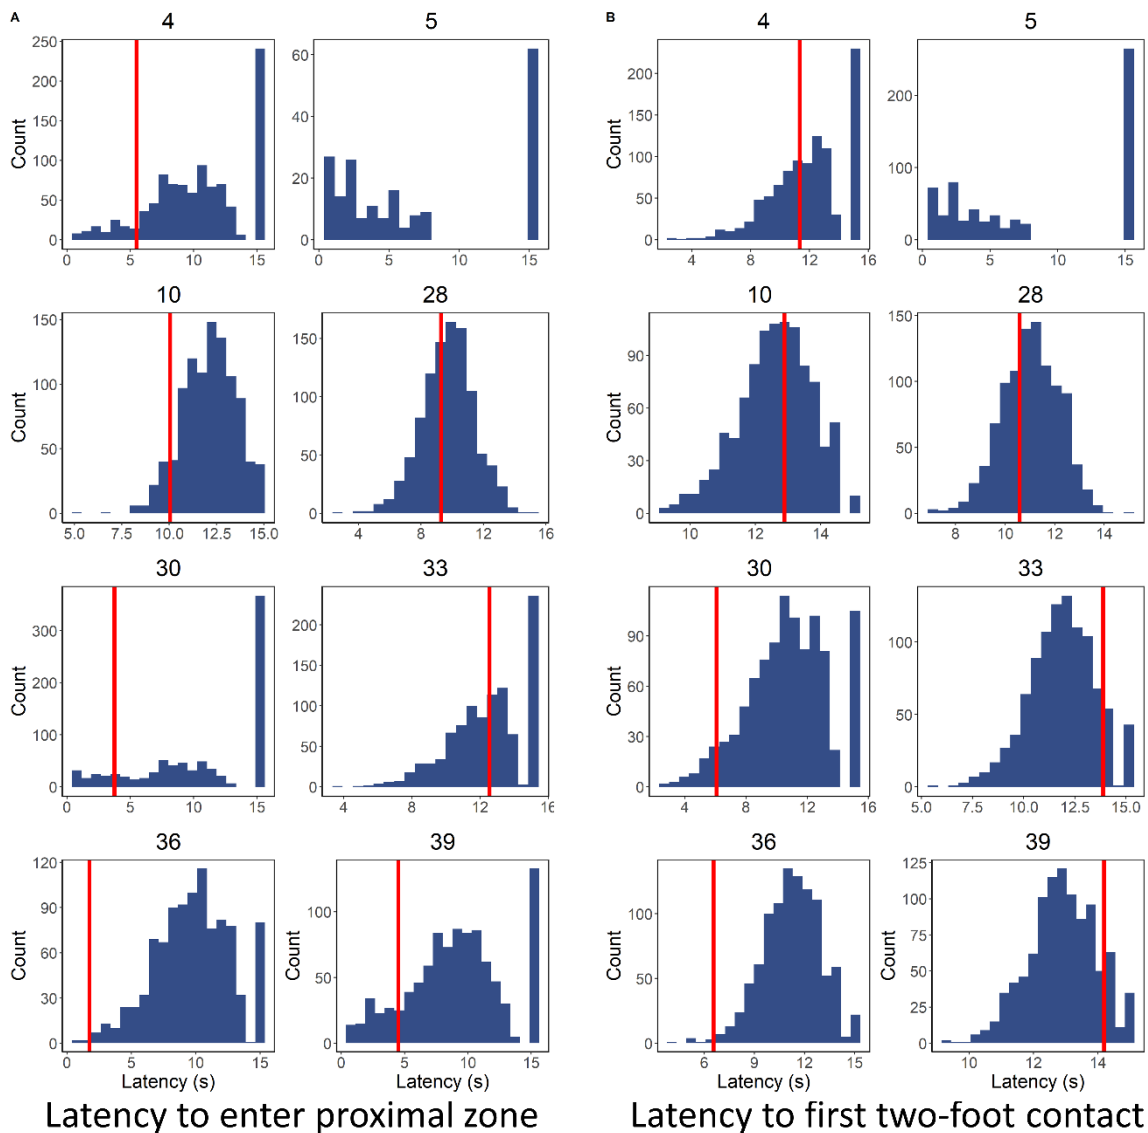 A
4
5
B
4
5
Count
250
200
150
100
50
0
0 5 10 15
60
40
20
0
0 5 10 15
Count
200
150
100
50
0
4 8 12 16
200
100
0
0 5 10 15
10
28
10
28
Count
150
100
50
0
5.0 7.5 10.0 12.5 15.0
150
100
50
0
4 8 12 16
Count
90
60
30
0
10 12 14
150
100
50
0
8 10 12 14
30
33
30
33
Count
300
200
100
0
0 5 10 15
Count
200
150
100
50
0
4 8 12 16
Count
90
60
30
0
4 8 12 16
Count
100
50
0
5.0 7.5 10.0 12.5 15.0
36
39
36
39
Count
120
90
60
30
0
0 5 10 15
Latency (s)
Count
100
50
0
0 5 10 15
Latency (s)
Count
100
50
0
6 9 12 15
Latency (s)
Count
125
100
75
50
25
0
10 12 14
Latency (s)
Latency to enter proximal zone
Latency to first two-foot contact